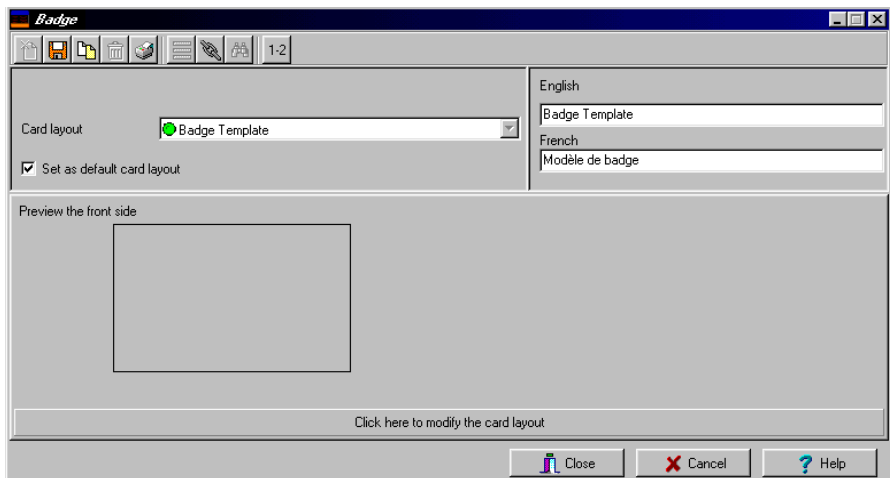 Badge
1-2
English
Badge Template
Card layout
Badge Template
French
Modèle de badge
Set as default card layout
Preview the front side
Click here to modify the card layout
Close
Cancel
? Help